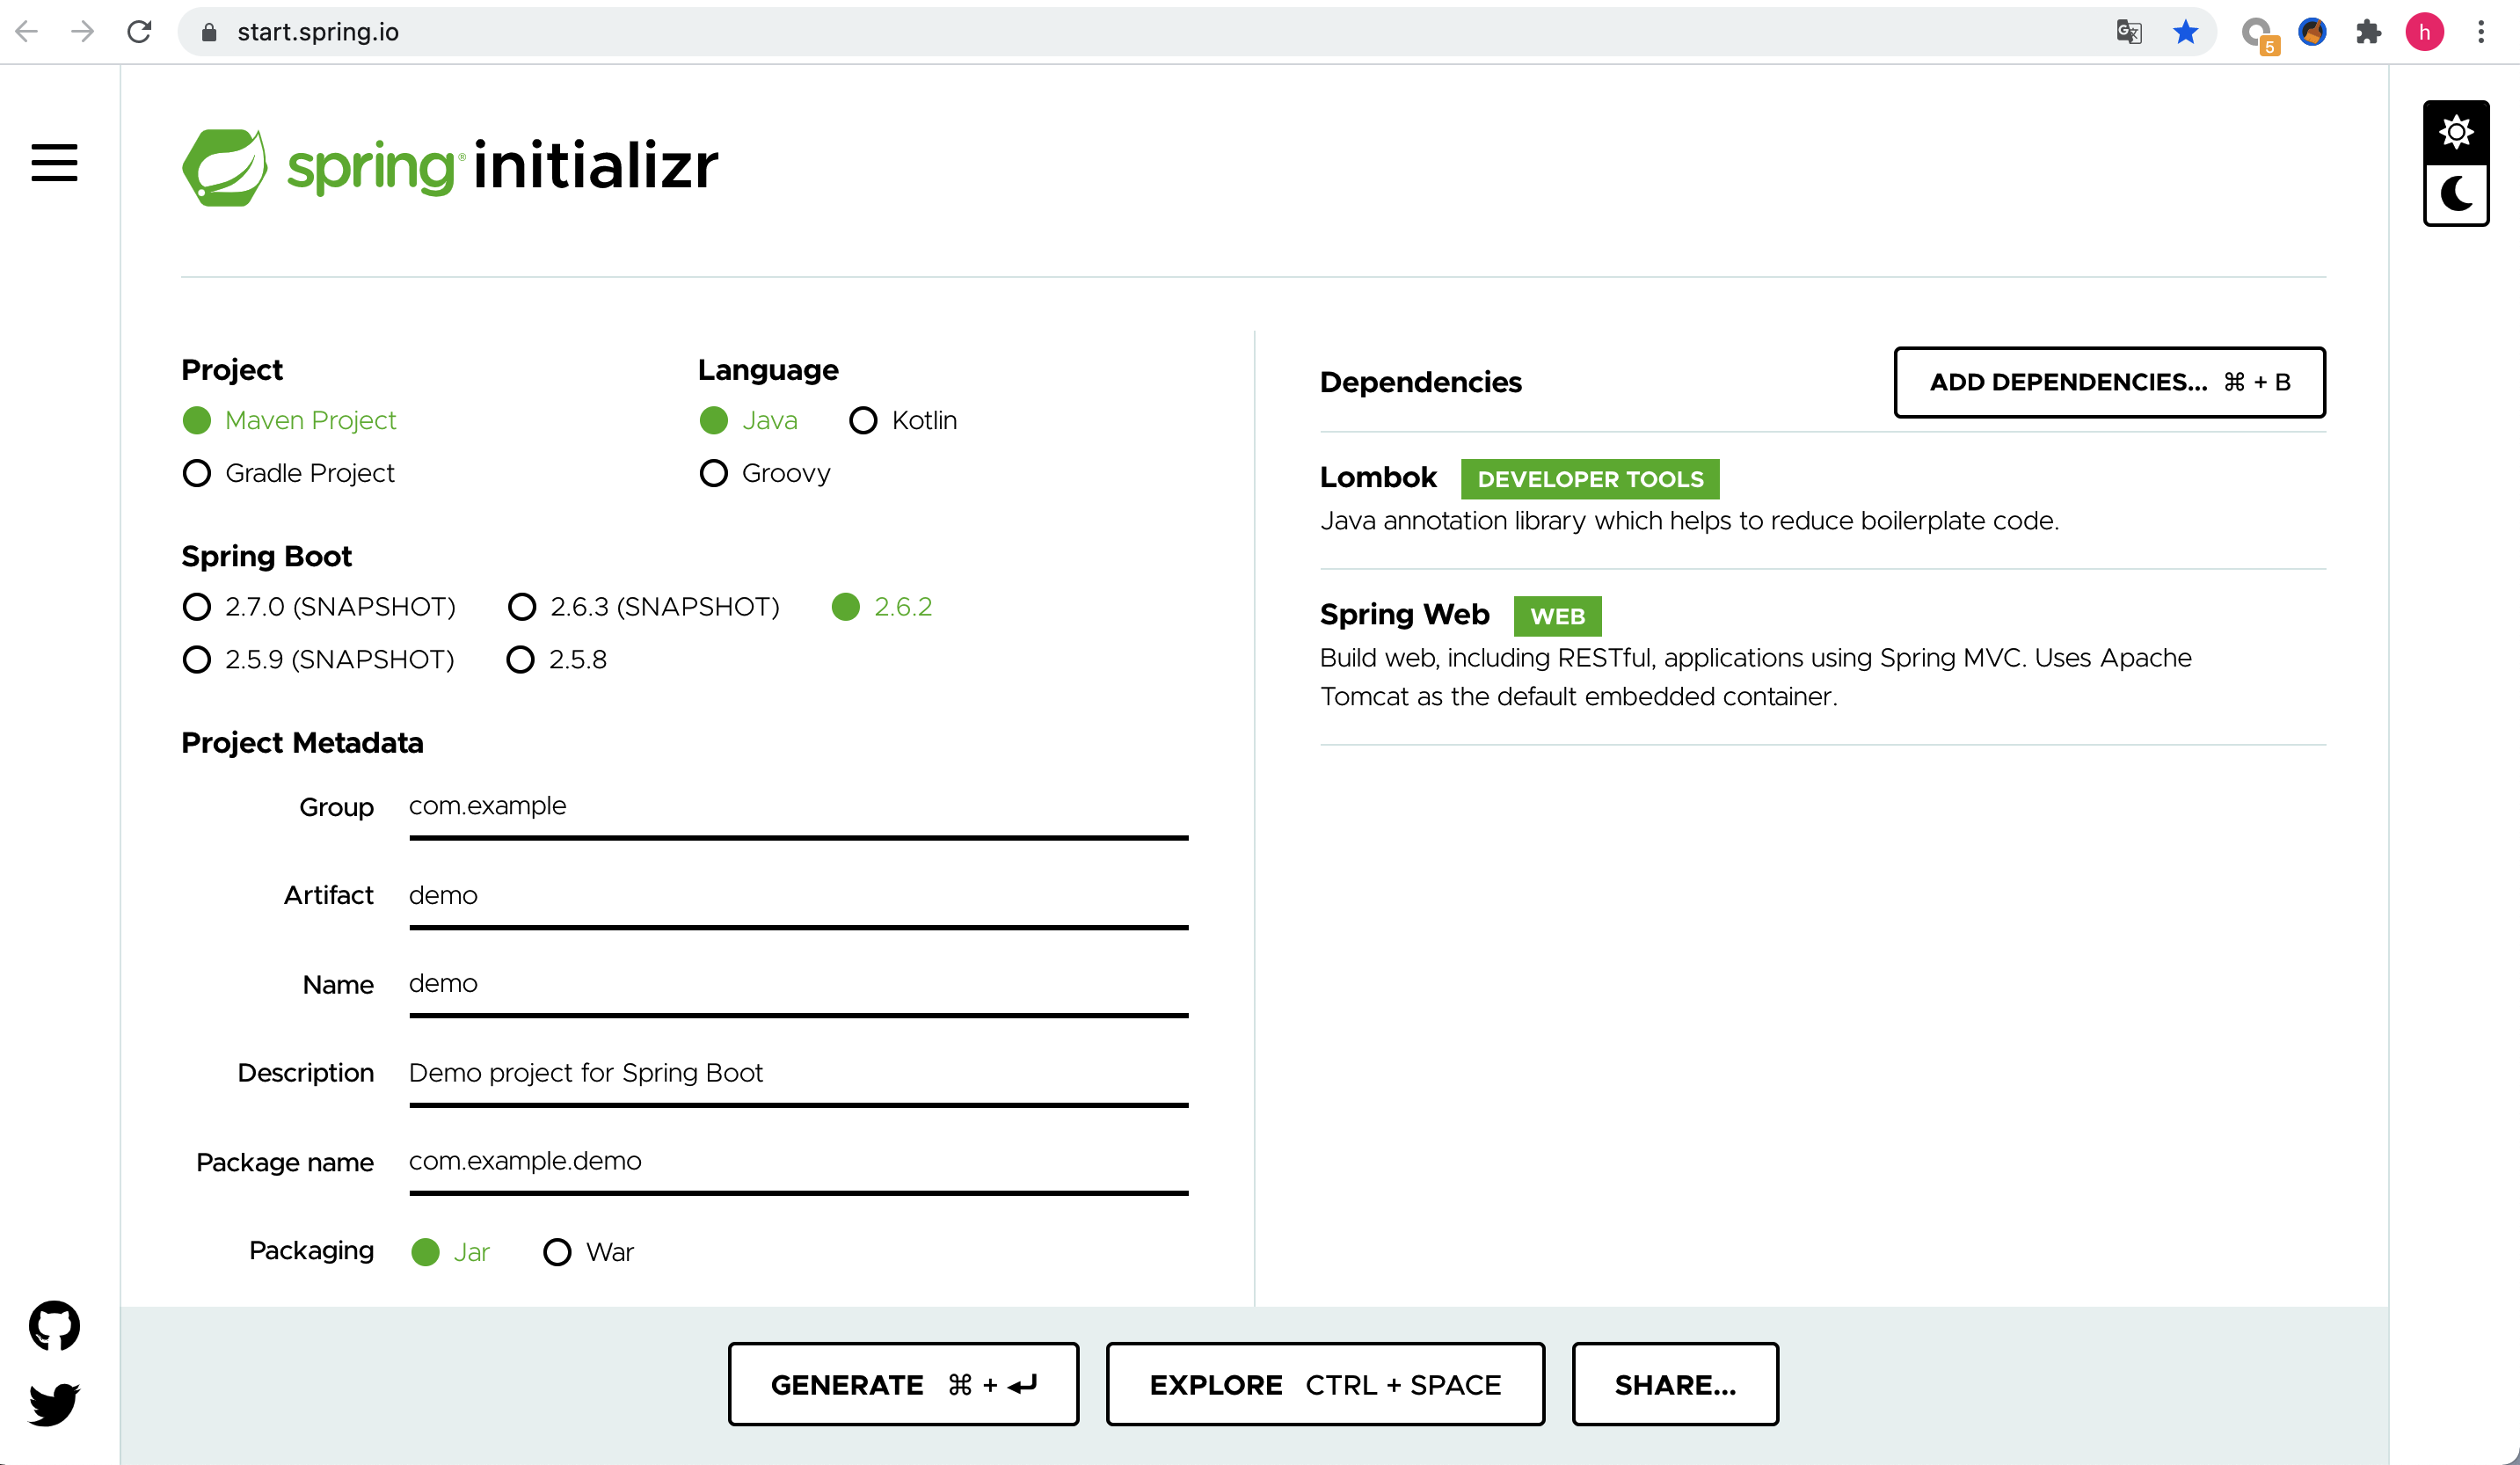 start.spring.io
5
h
spring® initializr
Project
Maven Project
Gradle Project
Language
Java Kotlin
Groovy
Spring Boot
2.7.0 (SNAPSHOT) 2.6.3 (SNAPSHOT) 2.6.2
2.5.9 (SNAPSHOT) 2.5.8
Project Metadata
Group com.example
Artifact demo
Name demo
Description Demo project for Spring Boot
Package name com.example.demo
Packaging Jar War
Dependencies ADD DEPENDENCIES... ⌘ + B
Lombok DEVELOPER TOOLS
Java annotation library which helps to reduce boilerplate code.
Spring Web WEB
Build web, including RESTful, applications using Spring MVC. Uses Apache
Tomcat as the default embedded container.
GENERATE ⌘ + ↵ EXPLORE CTRL + SPACE SHARE...